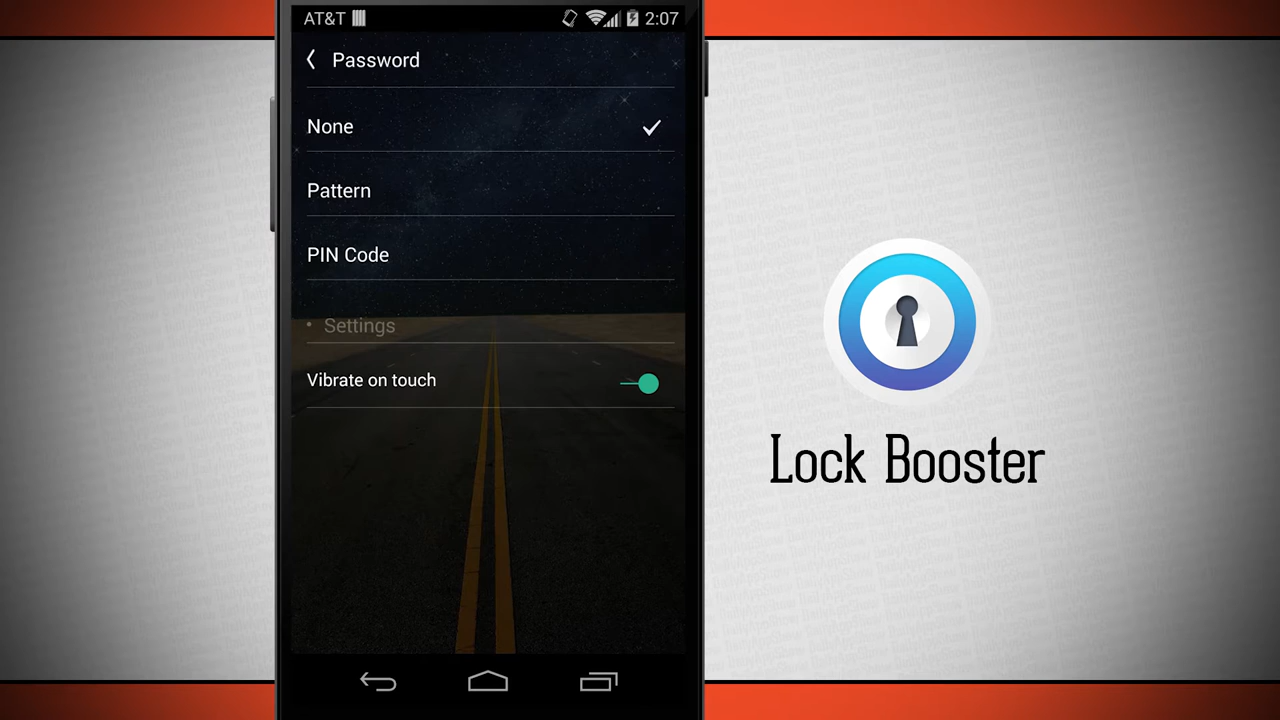 AT&T
2:07
Password
None
Pattern
PIN Code
• Settings
Vibrate on touch
Lock Booster